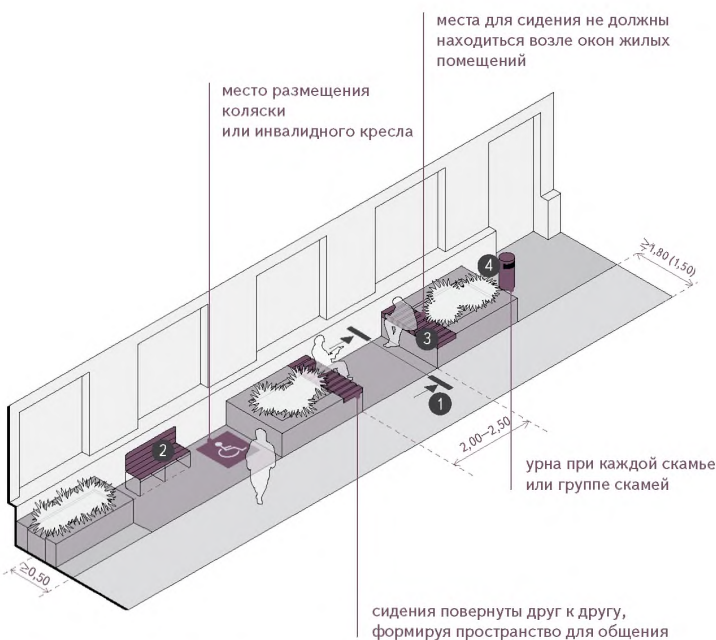 места для сидения не должны
находиться возле окон жилых
помещений
место размещения
коляски
или инвалидного кресла
≥1,80 (1,50)
4
3
1
2
2,00—2,50
урна при каждой скамье
или группе скамей
≥0,50
сидения повернуты друг к другу,
формируя пространство для общения